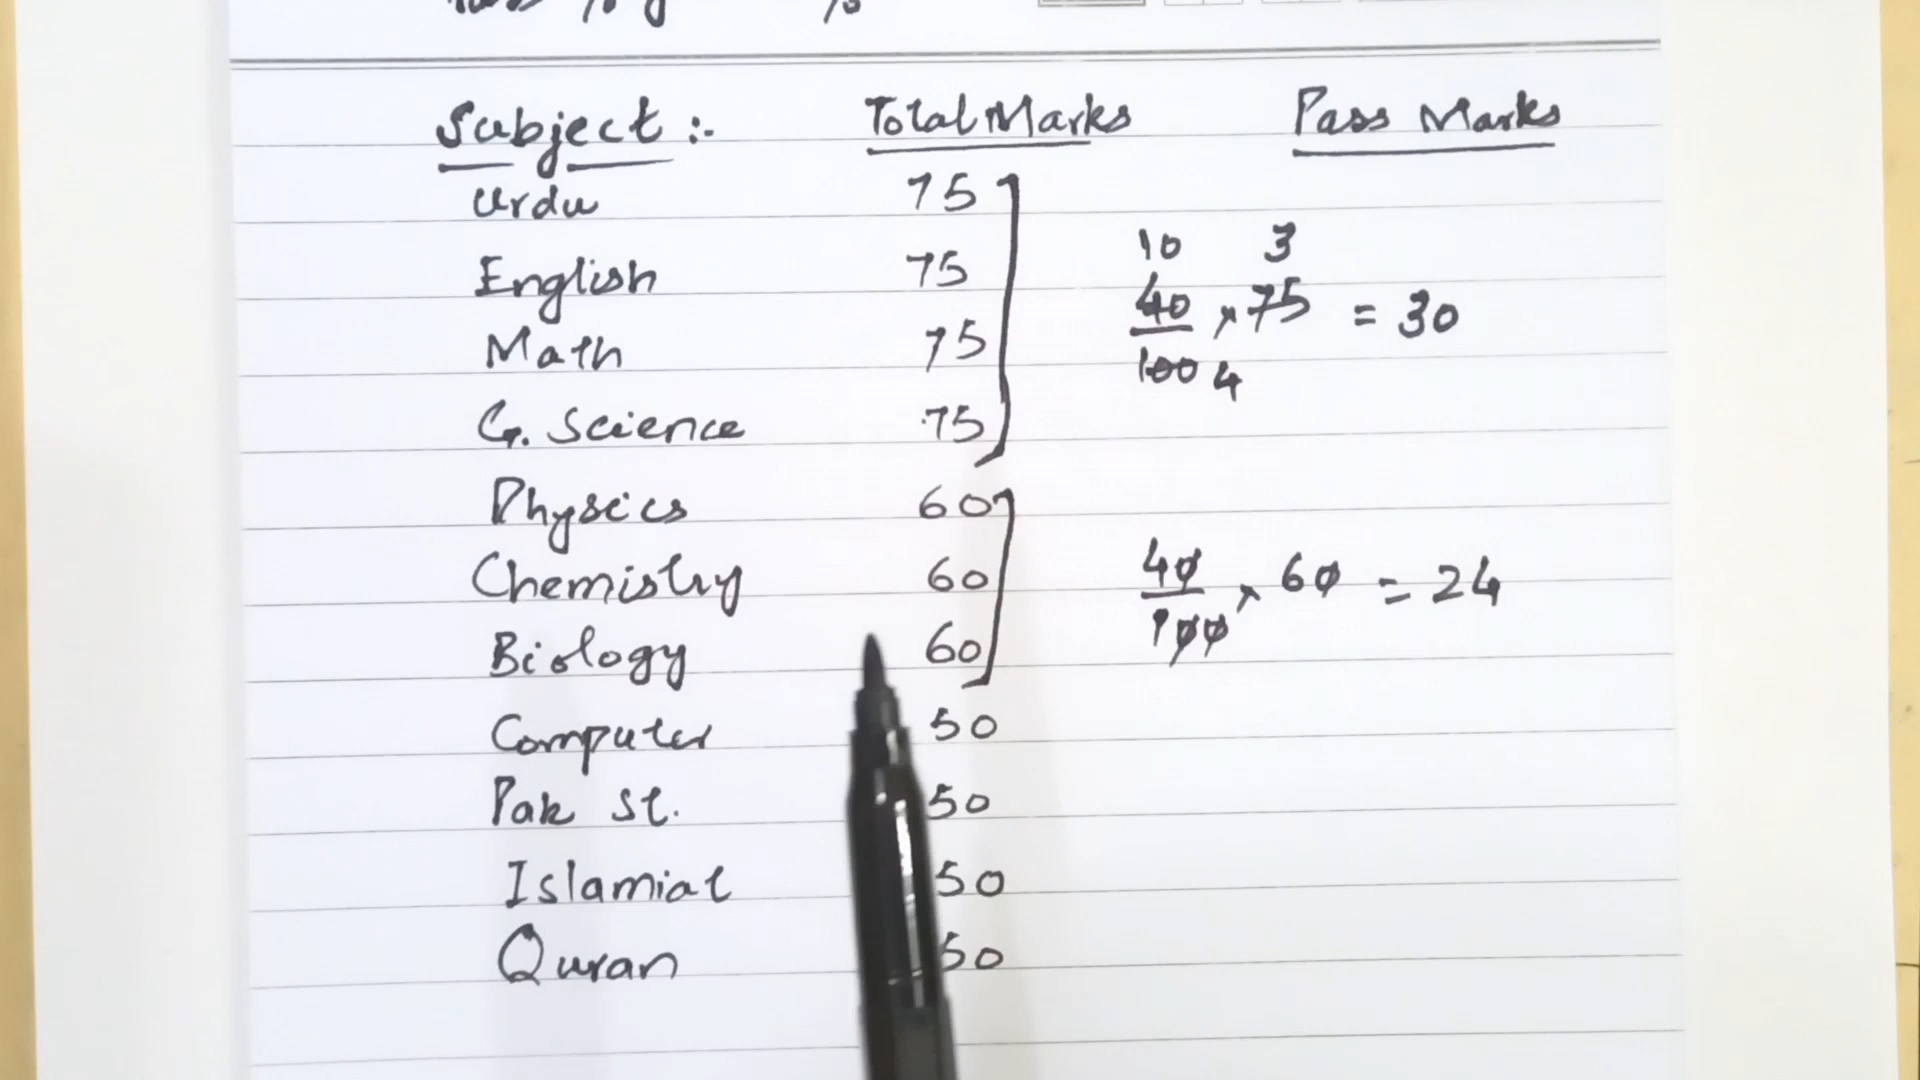 Subject :- Total Marks Pass Marks
Urdu 75
English 75
Math 75
G. Science 75
10 3
40/100 4 × 75 = 30
Physics 60
Chemistry 60
Biology 60
40/100 × 60 = 24
Computer 50
Pak St. 50
Islamiat 50
Quran 50